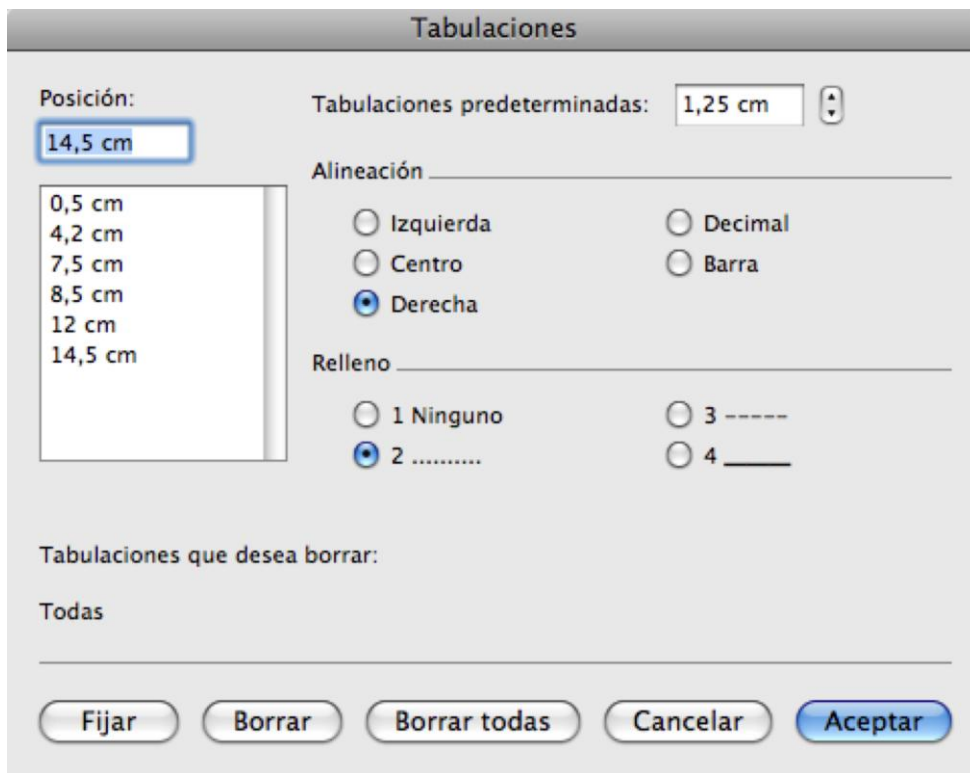 Tabulaciones
Posición:
14,5 cm
0,5 cm
4,2 cm
7,5 cm
8,5 cm
12 cm
14,5 cm
Tabulaciones predeterminadas: 1,25 cm
Alineación
Izquierda
Centro
Derecha
Decimal
Barra
Relleno
1 Ninguno
2 ..........
3 -----
4 _____
Tabulaciones que desea borrar:
Todas
Fijar Borrar Borrar todas Cancelar Aceptar